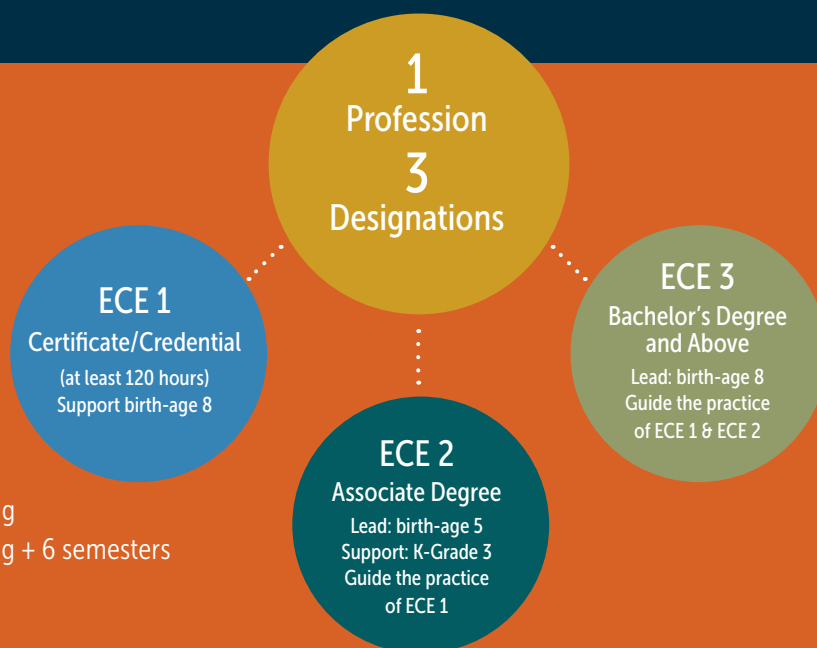 1
Profession
3
Designations
ECE 1
Certificate/Credential
(at least 120 hours)
Support birth-age 8
ECE 3
Bachelor's Degree
and Above
Lead: birth-age 8
Guide the practice
of ECE 1 & ECE 2
ECE 2
Associate Degree
Lead: birth-age 5
Support: K-Grade 3
Guide the practice
of ECE 1
g
g + 6 semesters